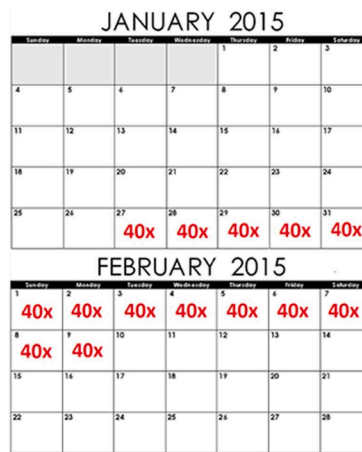 JANUARY 2015
Sunday Monday Tuesday Wednesday Thursday Friday Saturday
1 2 3
4 5 6 7 8 9 10
11 12 13 14 15 16 17
18 19 20 21 22 23 24
25 26 27 28 29 30 31
40x 40x 40x 40x 40x
FEBRUARY 2015
Sunday Monday Tuesday Wednesday Thursday Friday Saturday
1 2 3 4 5 6 7
40x 40x 40x 40x 40x 40x 40x
8 9 10 11 12 13 14
40x 40x
15 16 17 18 19 20 21
22 23 24 25 26 27 28